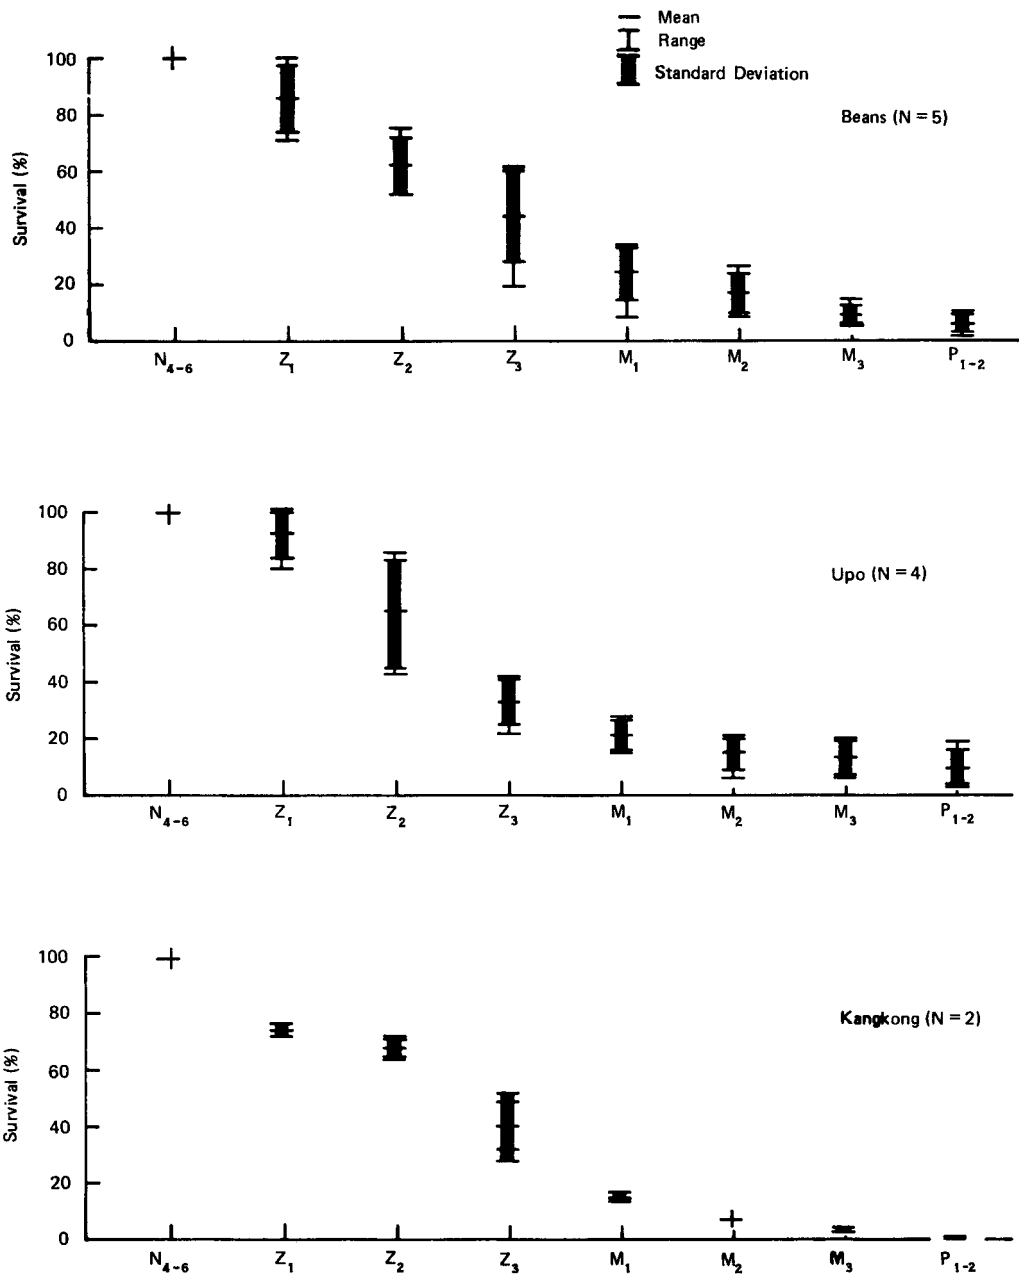 Mean
Range
Standard Deviation
Beans (N = 5)
Survival (%)
100
80
60
40
20
0
N4-6 Z1 Z2 Z3 M1 M2 M3 P1-2
Upo (N = 4)
Survival (%)
100
80
60
40
20
0
N4-6 Z1 Z2 Z3 M1 M2 M3 P1-2
Kangkong (N = 2)
Survival (%)
100
80
60
40
20
0
N4-6 Z1 Z2 Z3 M1 M2 M3 P1-2